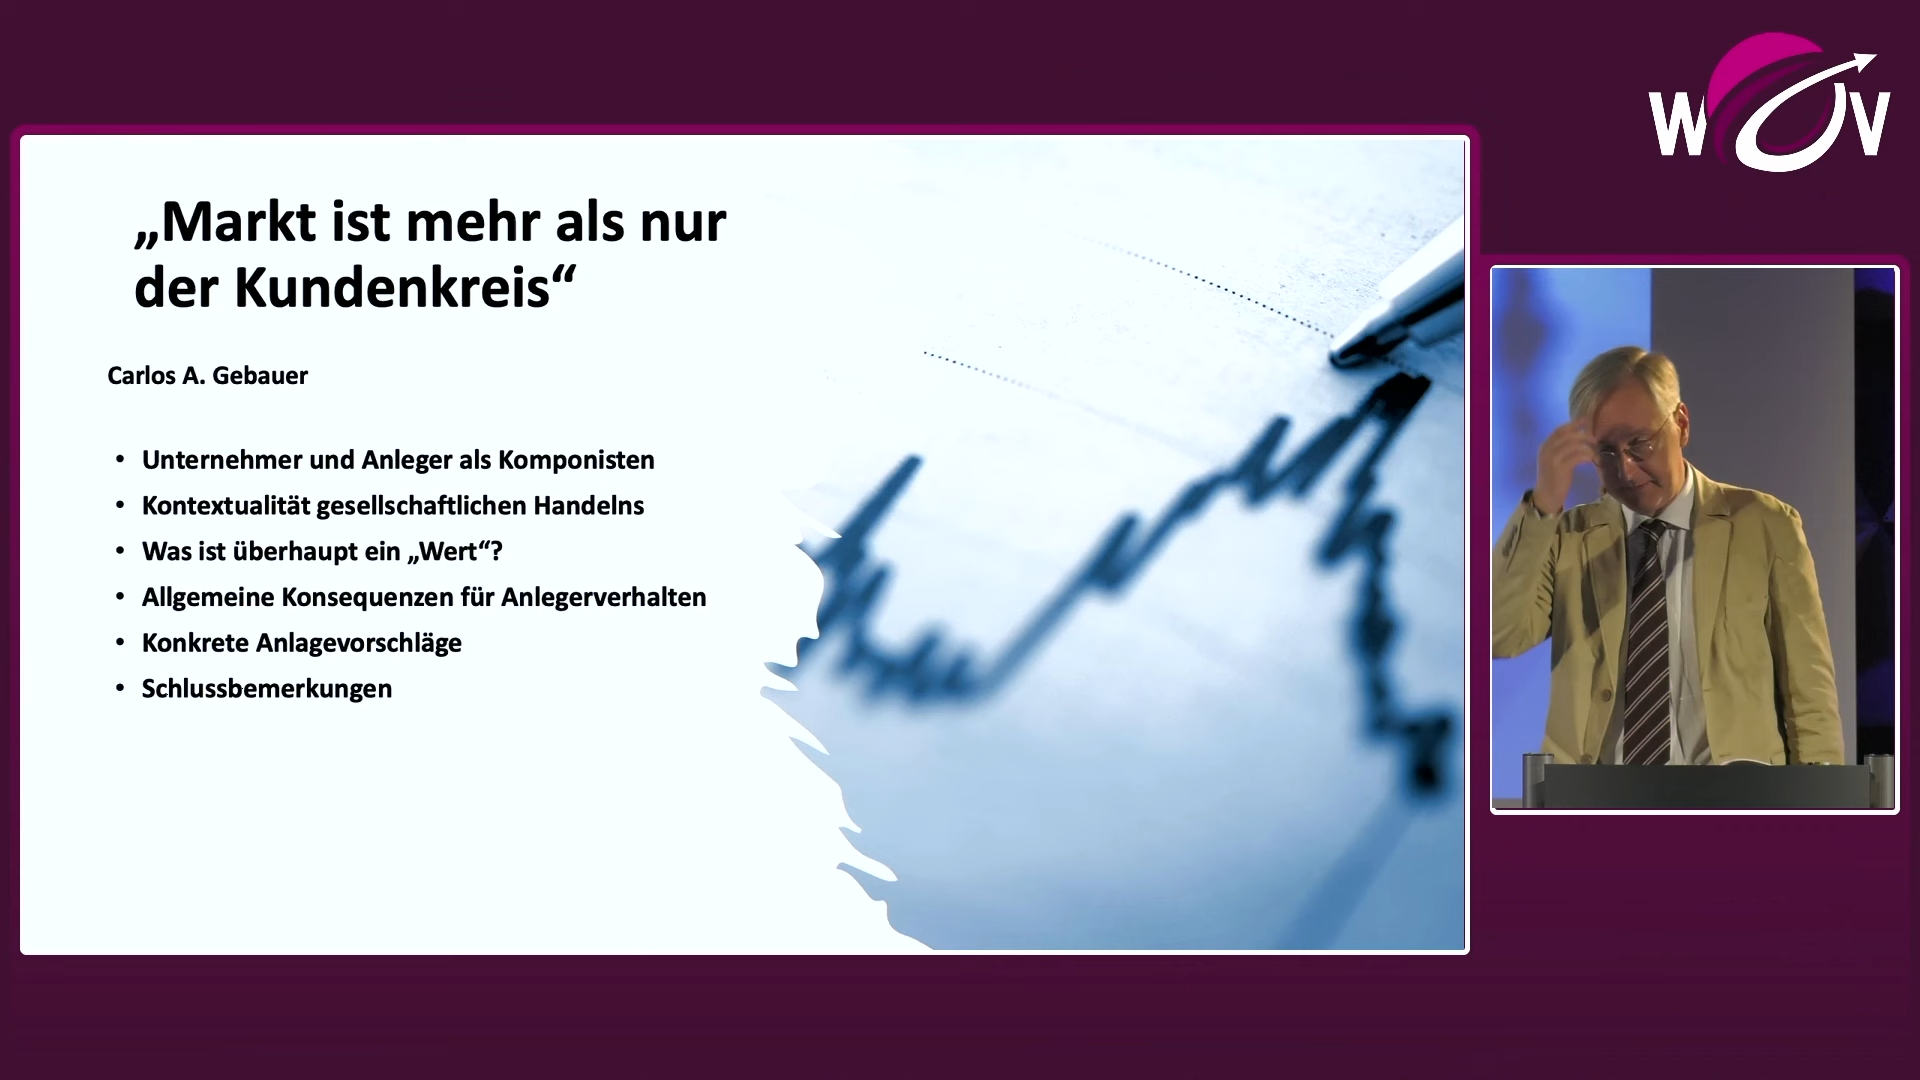 WOV
„Markt ist mehr als nur
der Kundenkreis“
Carlos A. Gebauer
• Unternehmer und Anleger als Komponisten
• Kontextualität gesellschaftlichen Handelns
• Was ist überhaupt ein „Wert“?
• Allgemeine Konsequenzen für Anlegerverhalten
• Konkrete Anlagevorschläge
• Schlussbemerkungen